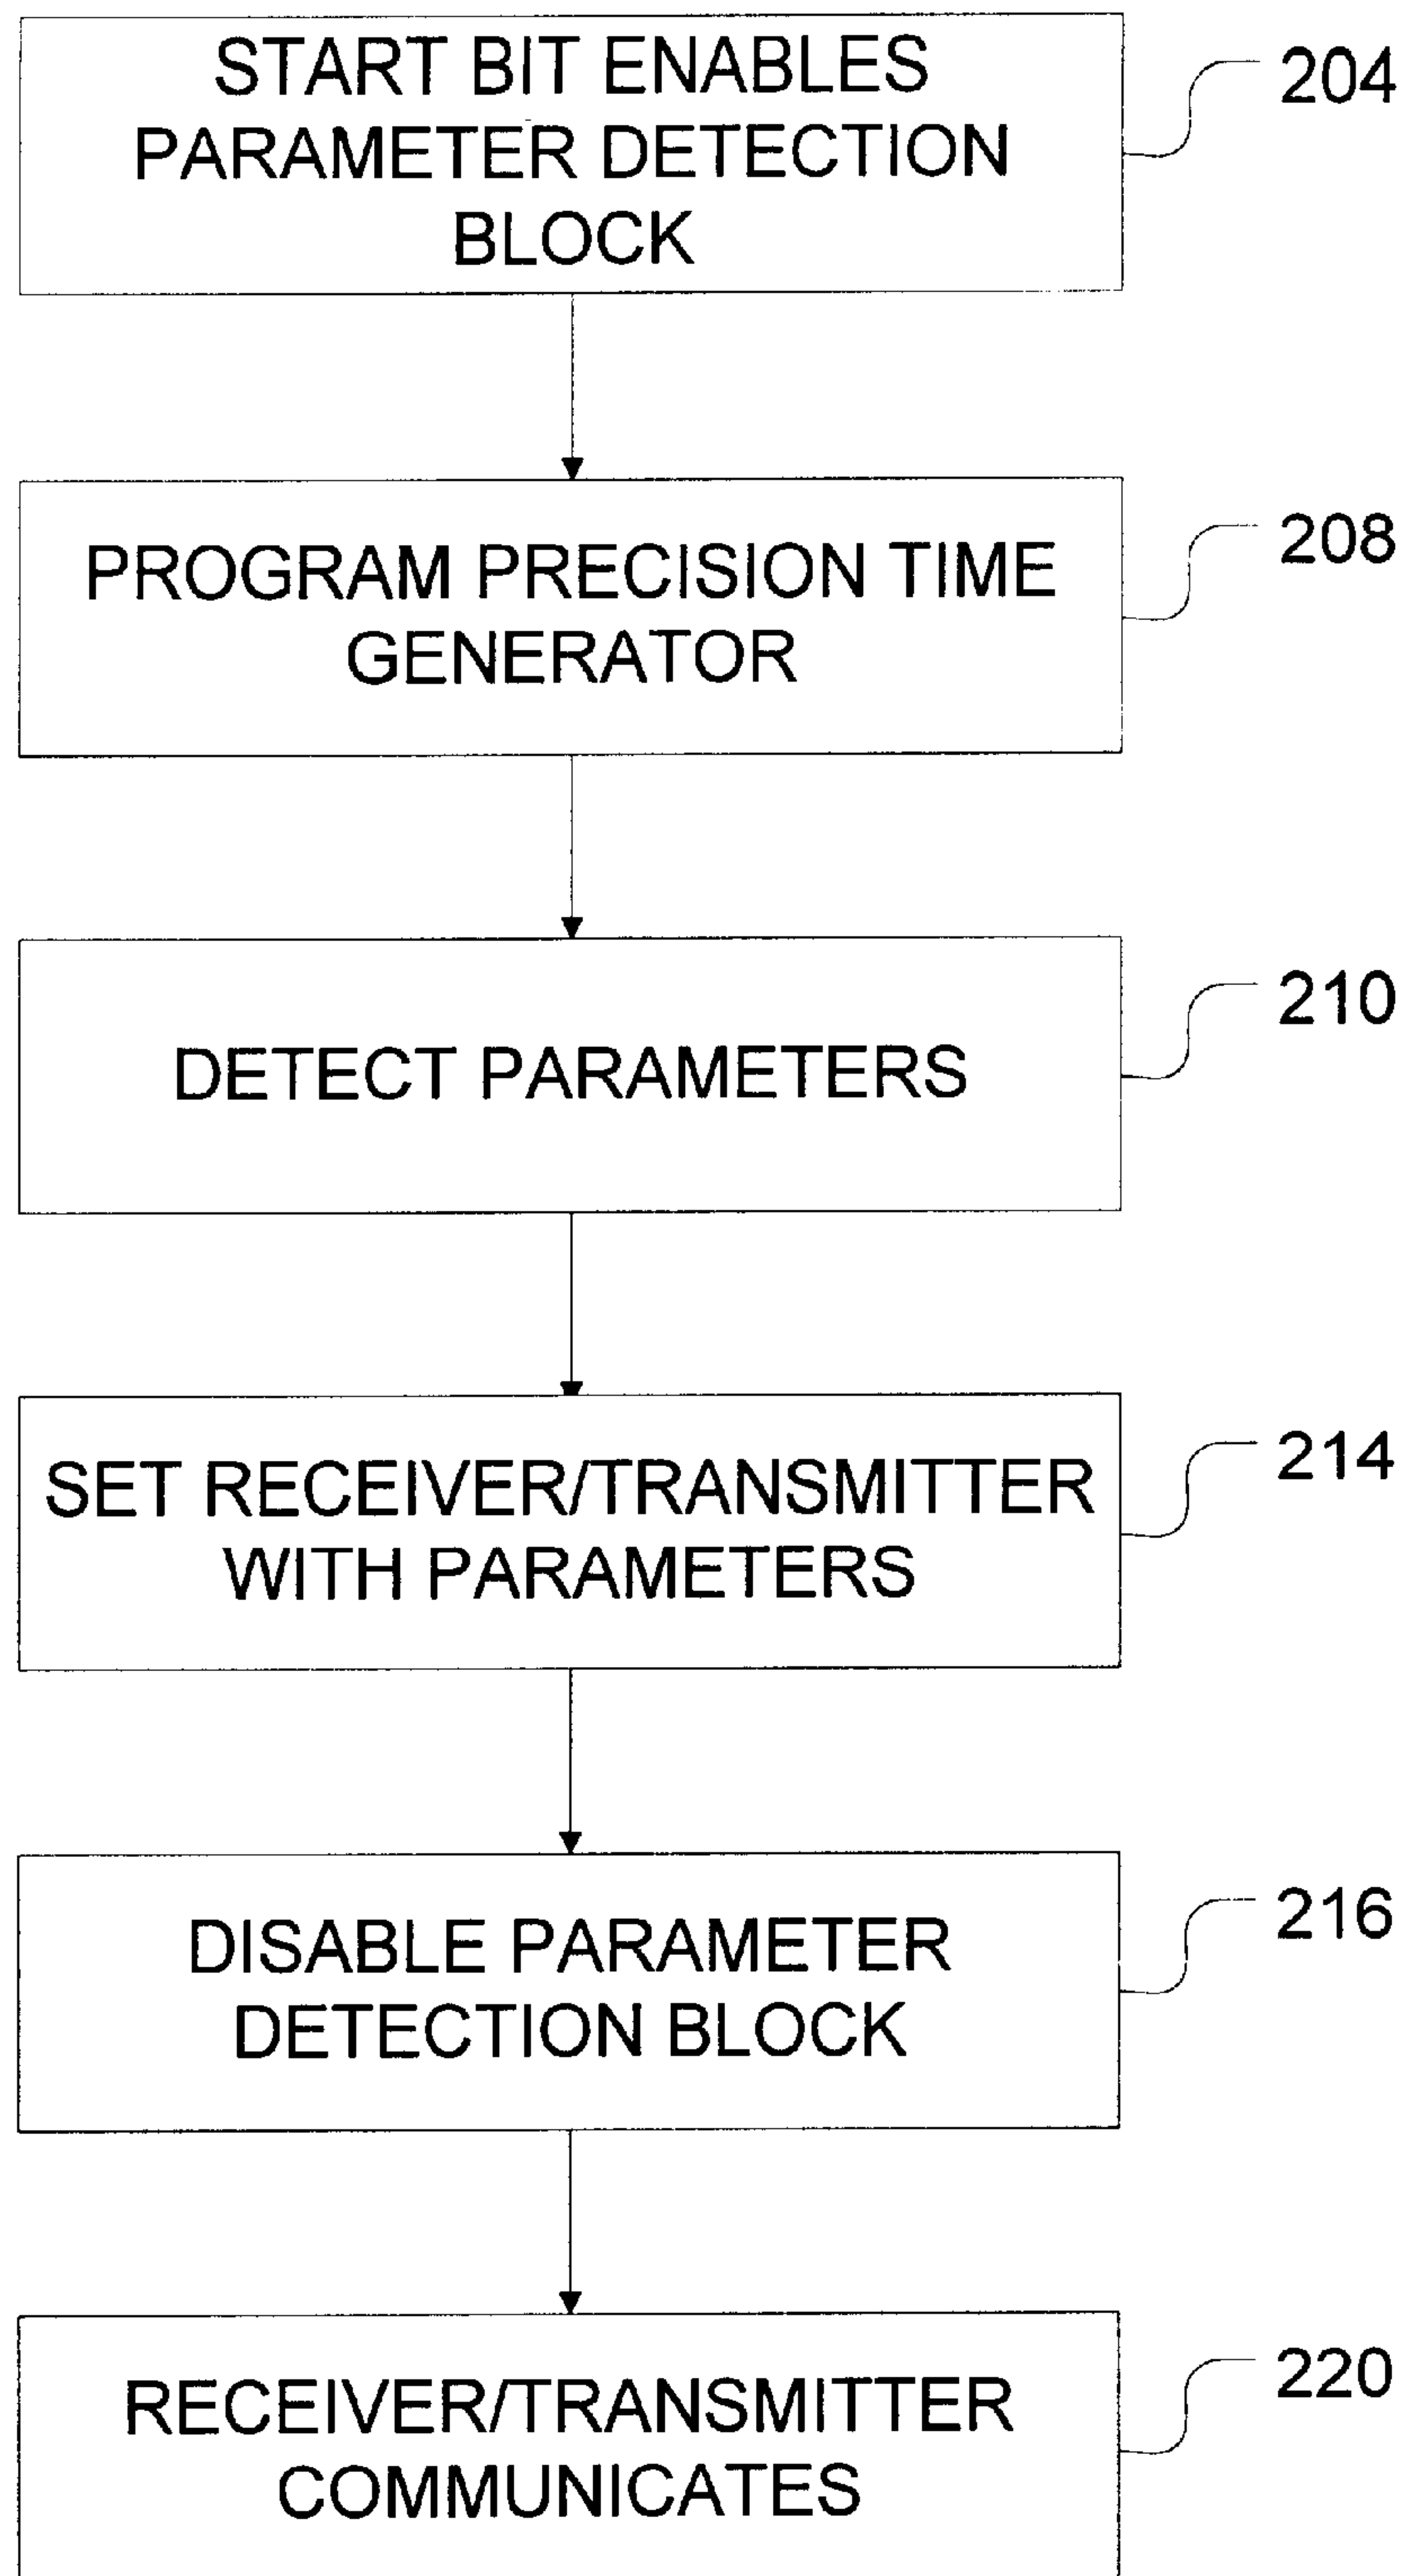 START BIT ENABLES
PARAMETER DETECTION
BLOCK
204
PROGRAM PRECISION TIME
GENERATOR
208
DETECT PARAMETERS
210
SET RECEIVER/TRANSMITTER
WITH PARAMETERS
214
DISABLE PARAMETER
DETECTION BLOCK
216
RECEIVER/TRANSMITTER
COMMUNICATES
220